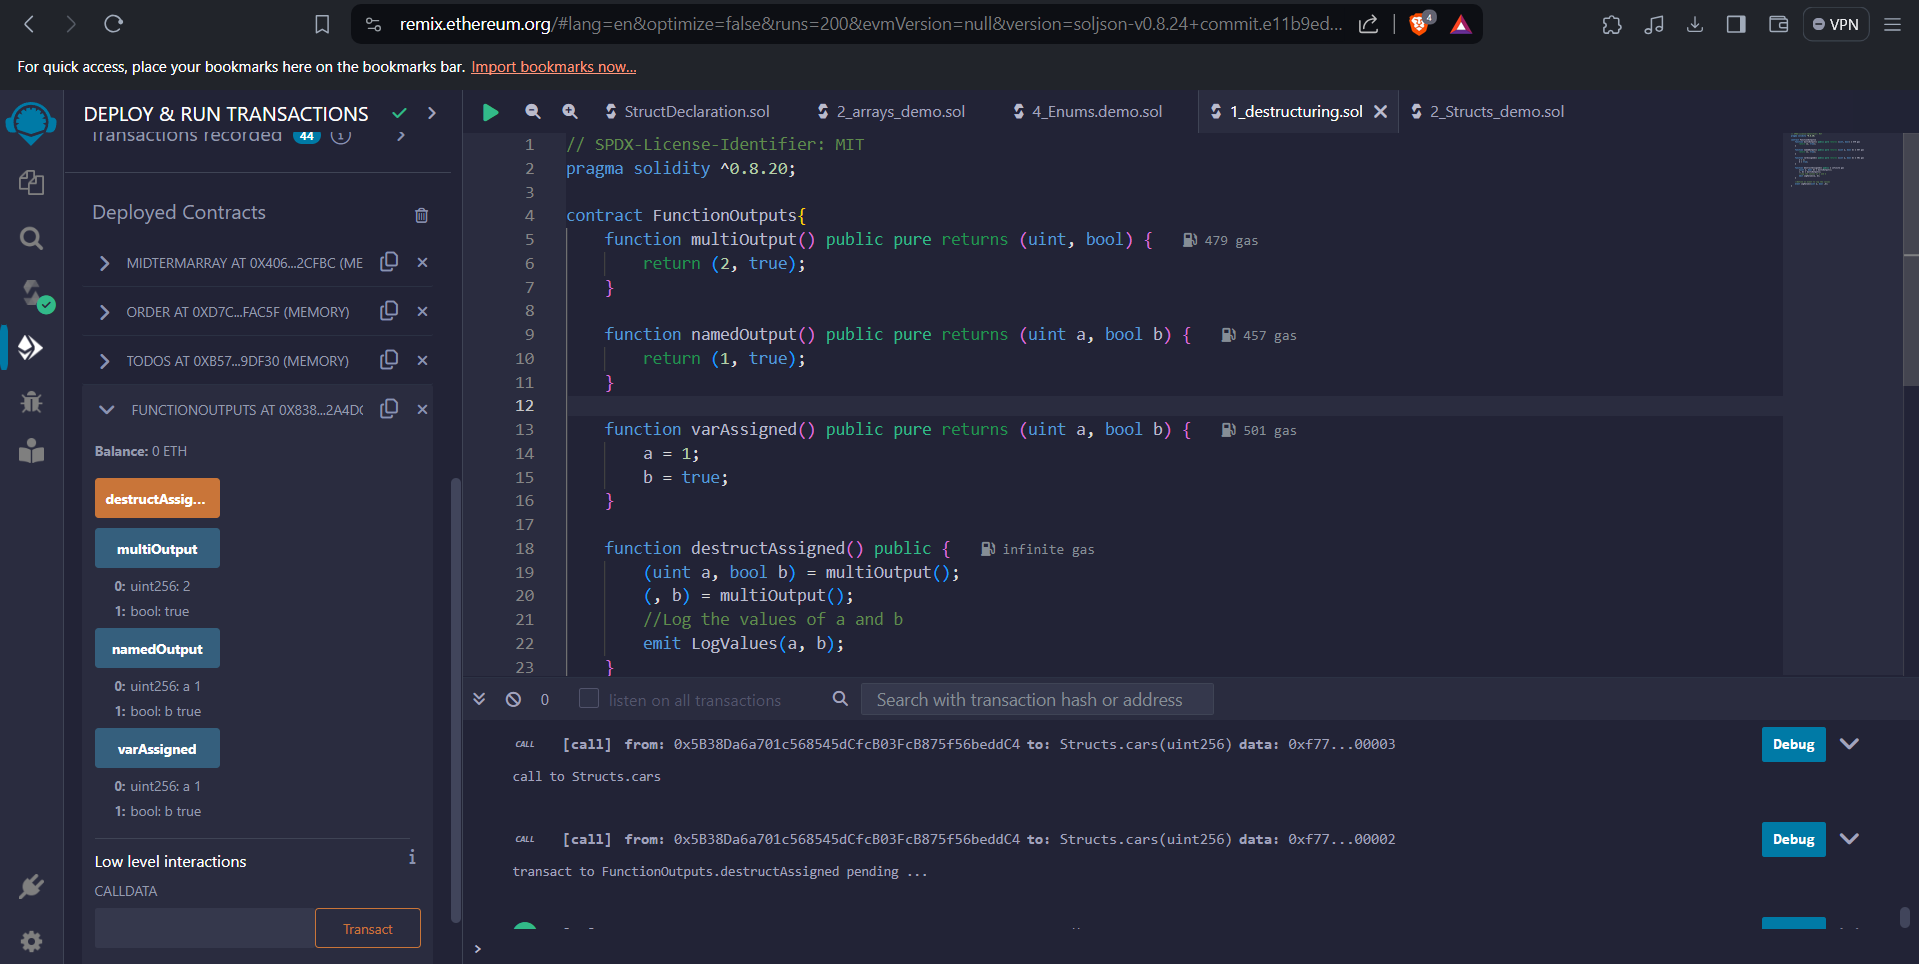 remix.ethereum.org/#lang=en&optimize=false&runs=200&evmVersion=null&version=soljson-v0.8.24+commit.e11b9ed...
4
VPN
For quick access, place your bookmarks here on the bookmarks bar. Import bookmarks now...
DEPLOY & RUN TRANSACTIONS
Transactions recorded 44 i
Deployed Contracts
MIDTERMARRAY AT 0X406...2CFBC (ME
ORDER AT 0XD7C...FAC5F (MEMORY)
TODOS AT 0XB57...9DF30 (MEMORY)
FUNCTIONOUTPUTS AT 0X838...2A4D
Balance: 0 ETH
destructAssig...
multiOutput
0: uint256: 2
1: bool: true
namedOutput
0: uint256: a 1
1: bool: b true
varAssigned
0: uint256: a 1
1: bool: b true
Low level interactions i
CALLDATA
Transact
StructDeclaration.sol 2_arrays_demo.sol 4_Enums.demo.sol 1_destructuring.sol 2_Structs_demo.sol
1 // SPDX-License-Identifier: MIT
2 pragma solidity ^0.8.20;
3
4 contract FunctionOutputs{
5 function multiOutput() public pure returns (uint, bool) { 479 gas
6 return (2, true);
7 }
8
9 function namedOutput() public pure returns (uint a, bool b) { 457 gas
10 return (1, true);
11 }
12
13 function varAssigned() public pure returns (uint a, bool b) { 501 gas
14 a = 1;
15 b = true;
16 }
17
18 function destructAssigned() public { infinite gas
19 (uint a, bool b) = multiOutput();
20 (, b) = multiOutput();
21 //Log the values of a and b
22 emit LogValues(a, b);
23 }
0 listen on all transactions Search with transaction hash or address
CALL [call] from: 0x5B38Da6a701c568545dCfcB03FcB875f56beddC4 to: Structs.cars(uint256) data: 0xf77...00003 Debug
call to Structs.cars
CALL [call] from: 0x5B38Da6a701c568545dCfcB03FcB875f56beddC4 to: Structs.cars(uint256) data: 0xf77...00002 Debug
transact to FunctionOutputs.destructAssigned pending ...
>